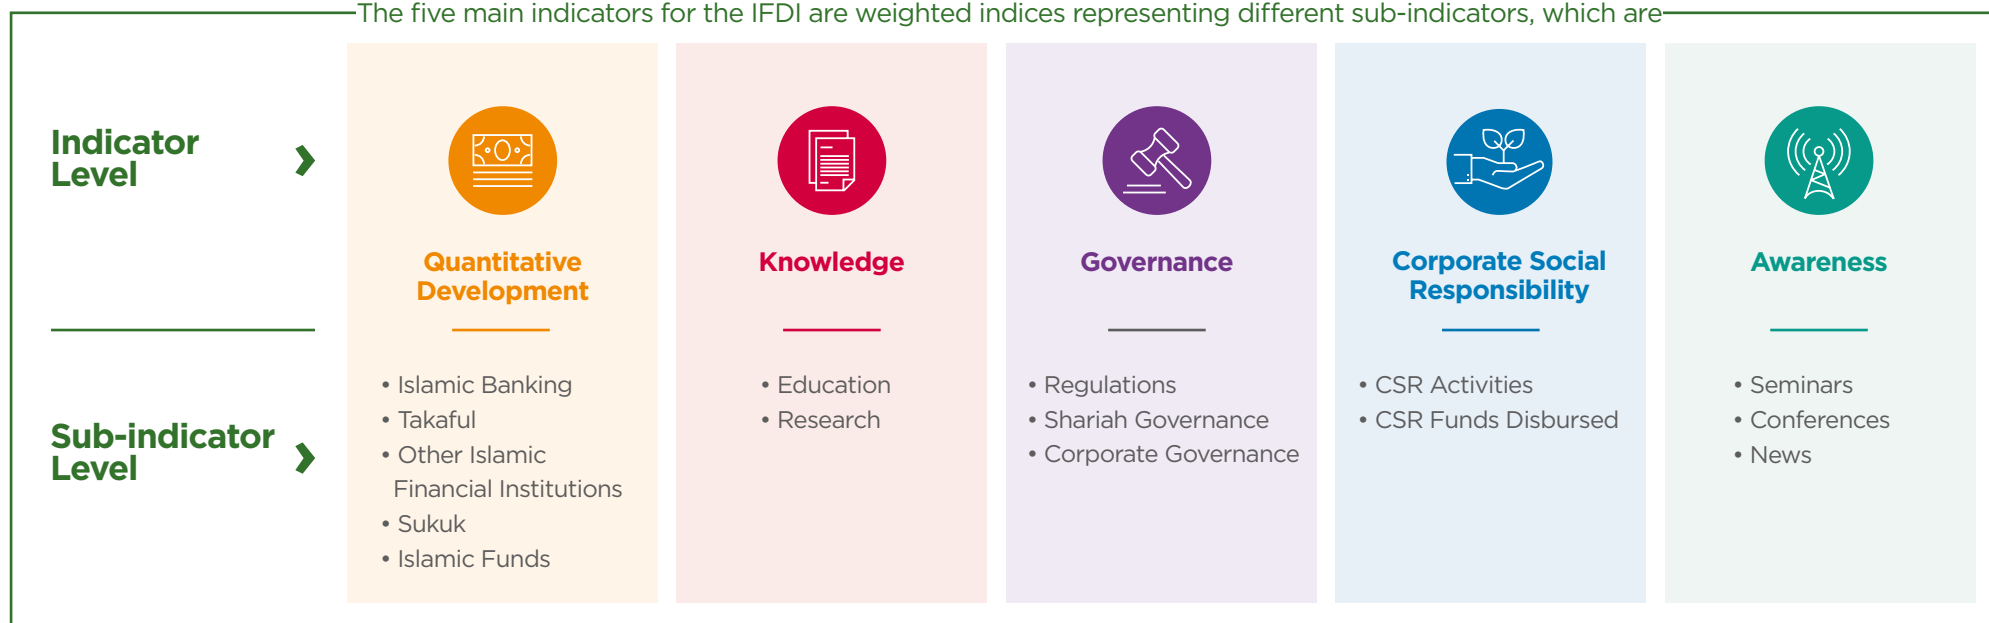 The five main indicators for the IFDI are weighted indices representing different sub-indicators, which are
Indicator
Level
Quantitative
Development
Knowledge
Governance
Corporate Social
Responsibility
Awareness
Sub-indicator
Level
• Islamic Banking
• Takaful
• Other Islamic
Financial Institutions
• Sukuk
• Islamic Funds
• Education
• Research
• Regulations
• Shariah Governance
• Corporate Governance
• CSR Activities
• CSR Funds Disbursed
• Seminars
• Conferences
• News